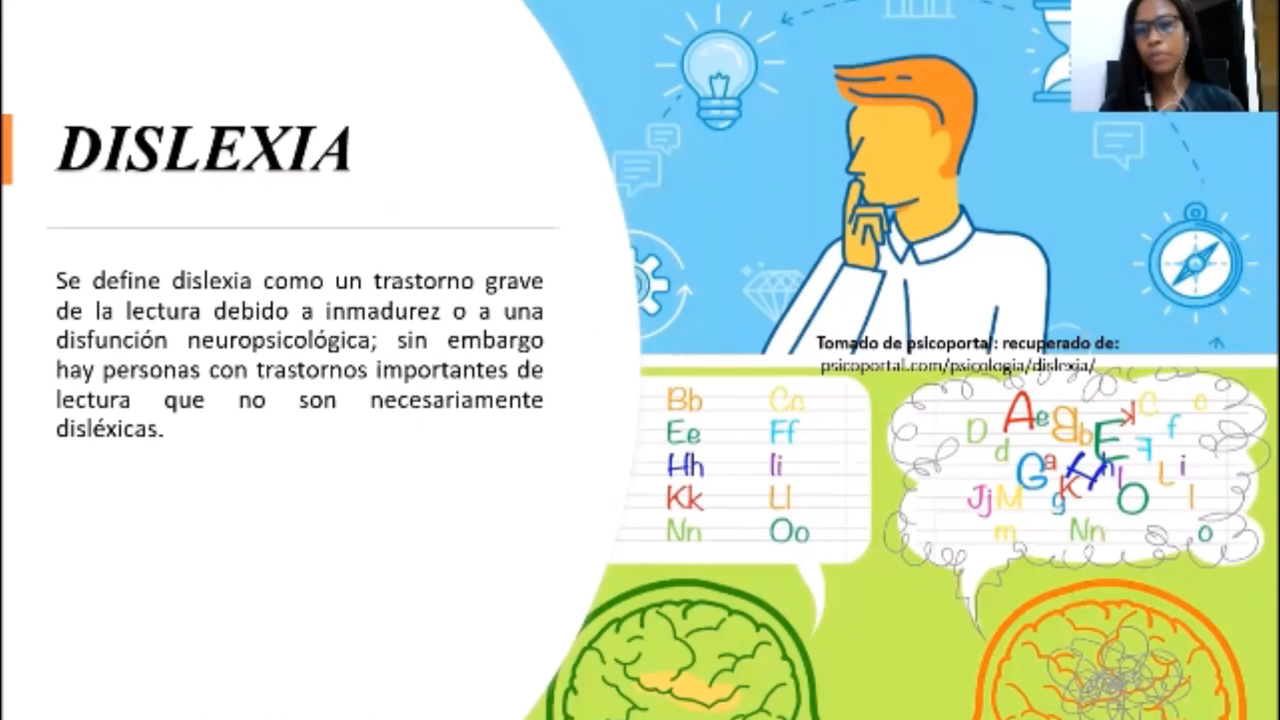 DISLEXIA
Se define dislexia como un trastorno grave
de la lectura debido a inmadurez o a una
disfunción neuropsicológica; sin embargo
hay personas con trastornos importantes de
lectura que no son necesariamente
disléxicas.
Tomado de psicoportal: recuperado de:
psicoportal.com/psicologia/dislexia/
Bb Cc
Ee Ff
Hh Ii
Kk Ll
Nn Oo
A e B b E C c
D d f F
G a H h l L i
Jj M g K O l
m Nn o